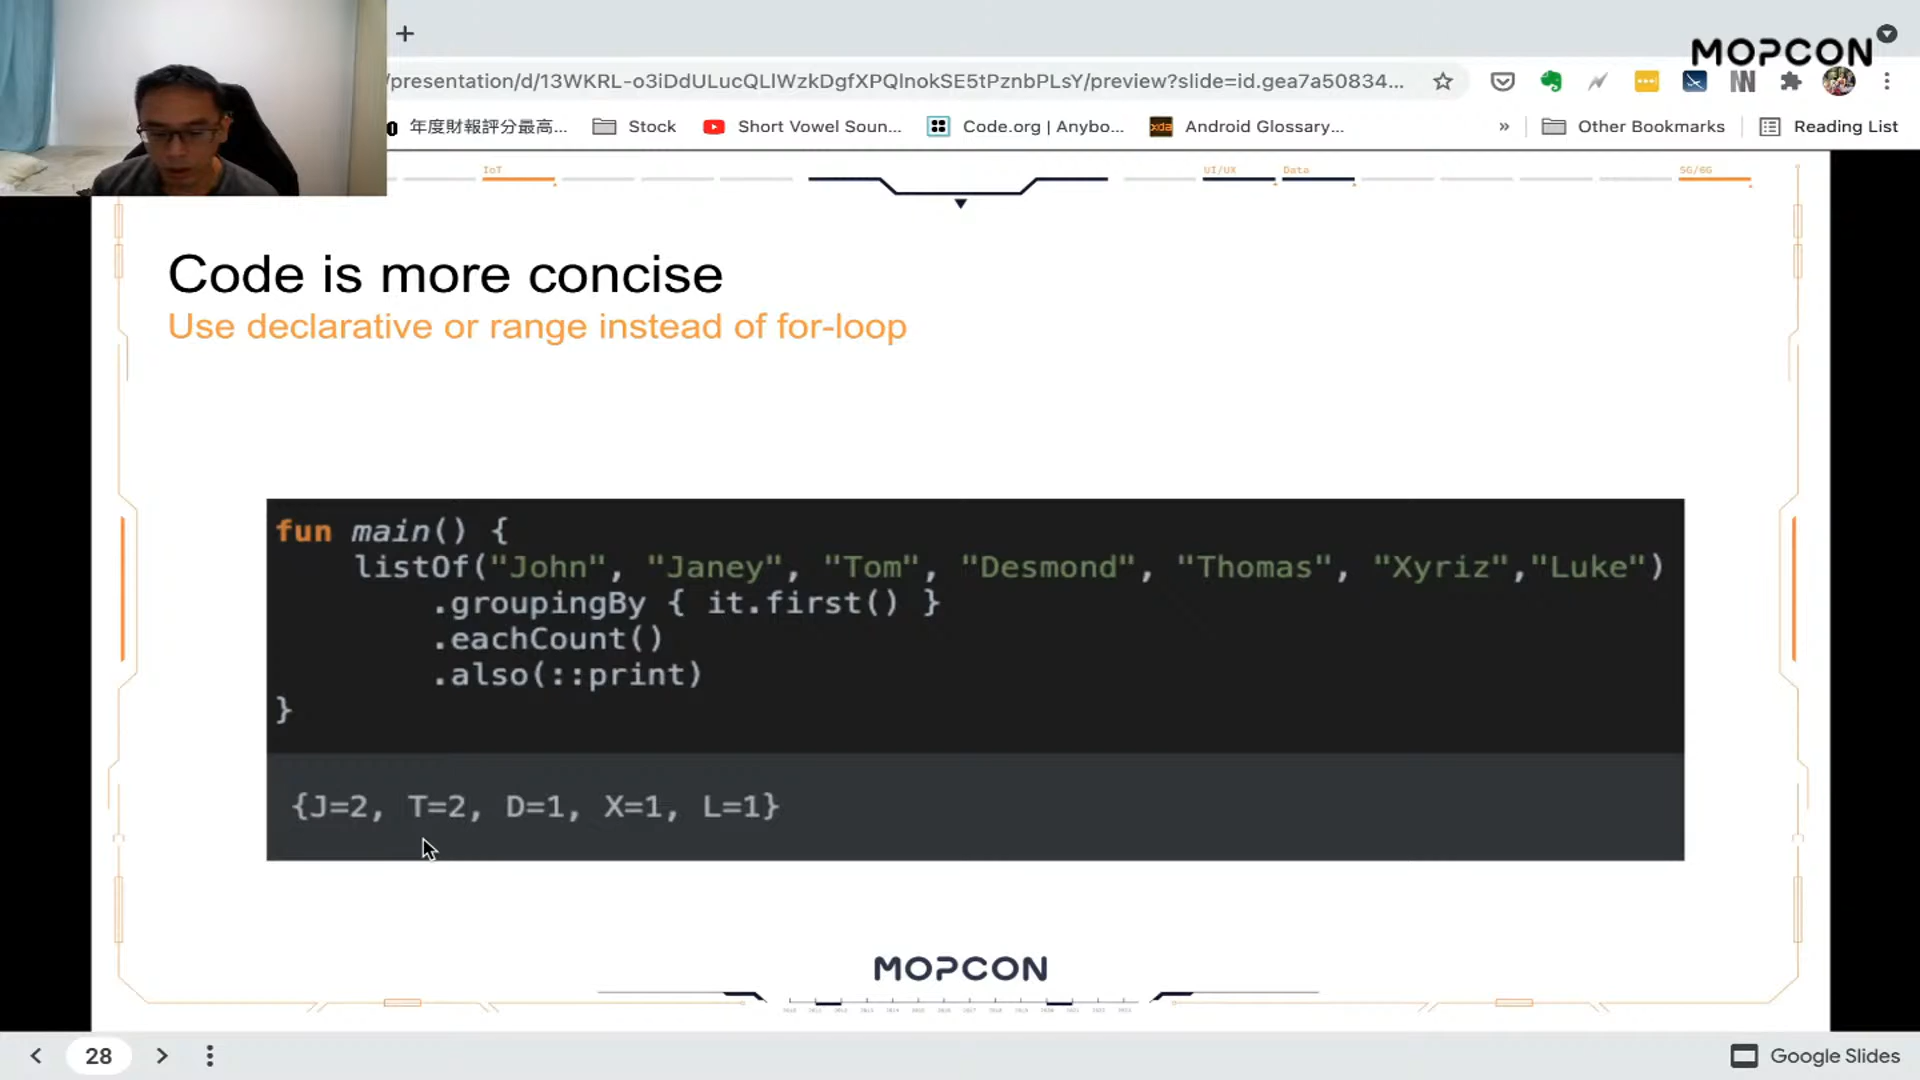 +
MOPCON
/presentation/d/13WKRL-o3iDdULucQLIWzkDgfXPQlnokSE5tPznbPLsY/preview?slide=id.gea7a50834...
年度財報評分最高... Stock Short Vowel Soun... Code.org | Anybo... Android Glossary... » Other Bookmarks Reading List
IoT UI/UX Data 5G/6G
Code is more concise
Use declarative or range instead of for-loop
fun main() {
listOf("John", "Janey", "Tom", "Desmond", "Thomas", "Xyriz","Luke")
.groupingBy { it.first() }
.eachCount()
.also(::print)
}
{J=2, T=2, D=1, X=1, L=1}
MOPCON
28 Google Slides